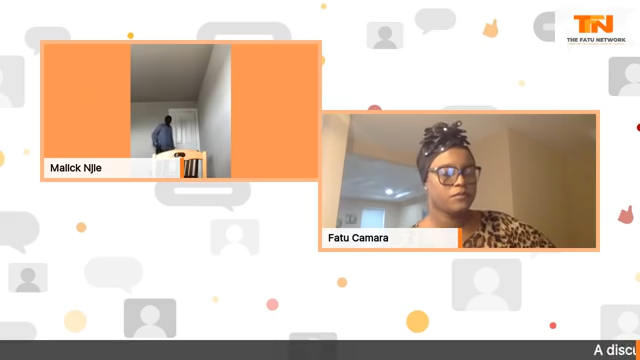 TFN
THE FATU NETWORK
Malick Njie
Fatu Camara
A discu